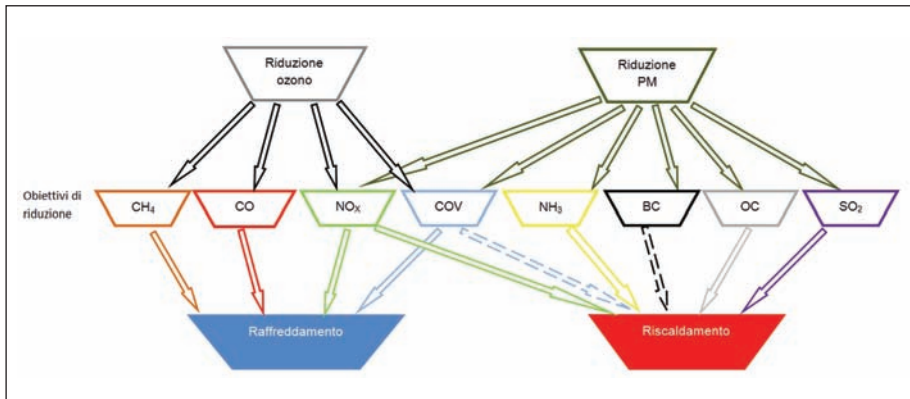 Riduzione
ozono
Riduzione
PM
Obiettivi di
riduzione
CH₄
CO
NOₓ
COV
NH₃
BC
OC
SO₂
Raffreddamento
Riscaldamento